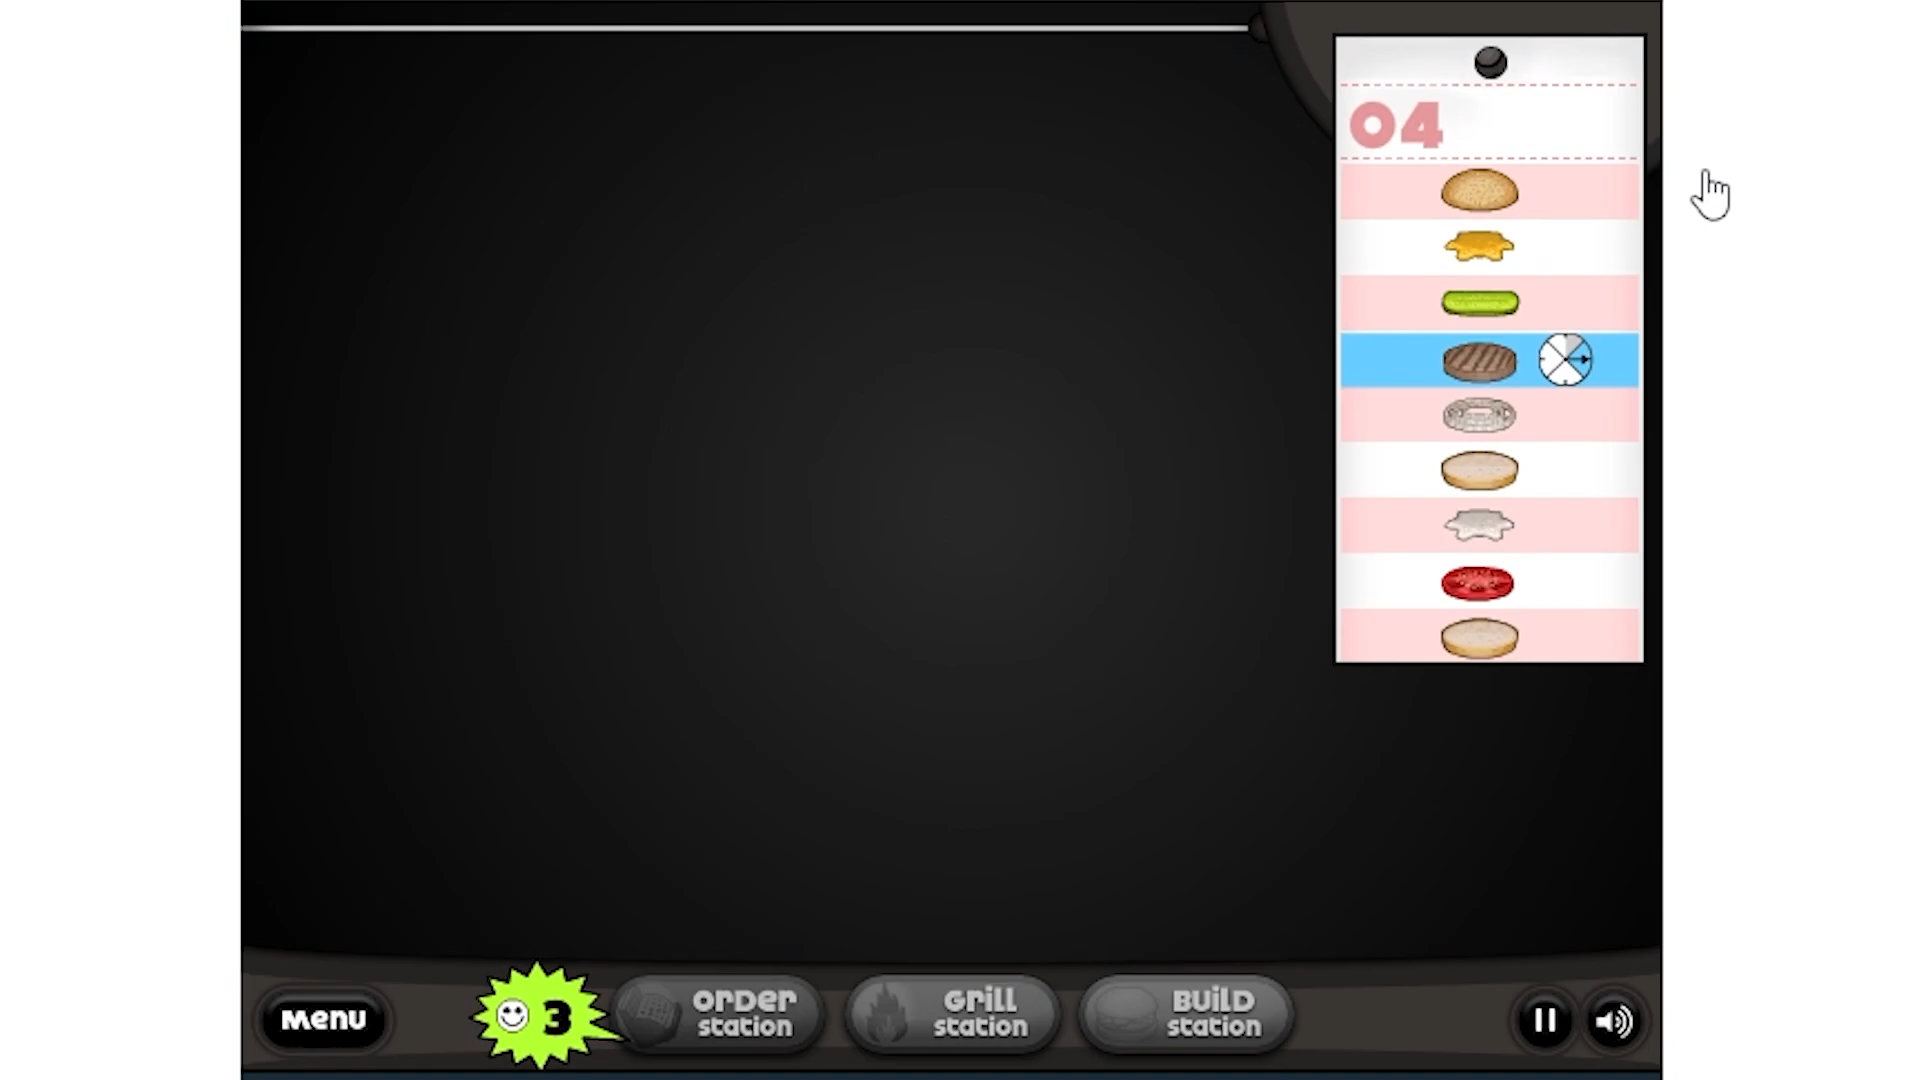 04
menu
3
ORDER
station
GRILL
station
BUILD
station